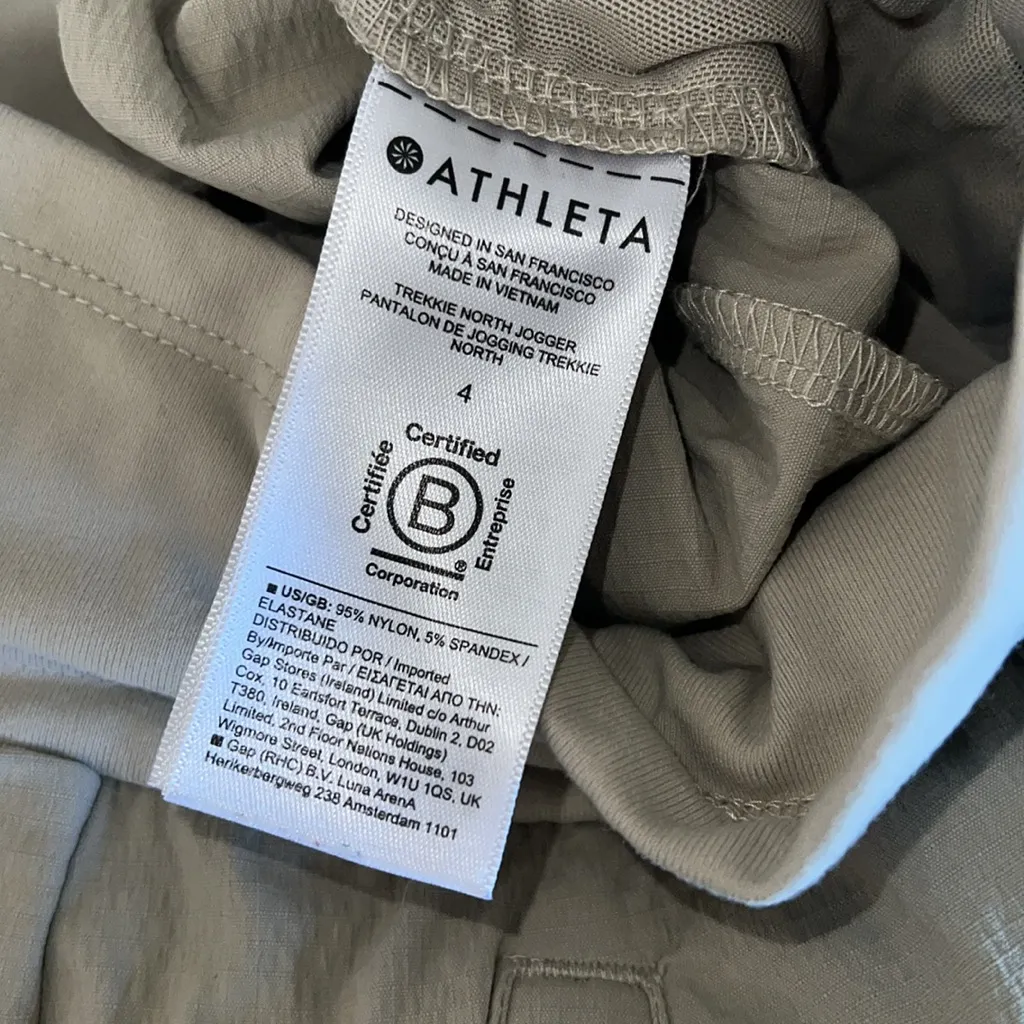 ATHLETA
DESIGNED IN SAN FRANCISCO
CONÇU À SAN FRANCISCO
MADE IN VIETNAM
TREKKIE NORTH JOGGER
PANTALON DE JOGGING TREKKIE
NORTH
4
Certified
Certifiée
B
Entreprise
®
Corporation
US/GB: 95% NYLON, 5% SPANDEX /
ELASTANE
DISTRIBUIDO POR / Imported
By/Importe Par / ΕΙΣΑΓΕΤΑΙ ΑΠΟ ΤΗΝ:
Gap Stores (Ireland) Limited c/o Arthur
Cox, 10 Earlsfort Terrace, Dublin 2, D02
T380, Ireland, Gap (UK Holdings)
Limited, 2nd Floor Nations House, 103
Wigmore Street, London, W1U 1QS, UK
Gap (RHC) B.V. Luna ArenA
Herikerbergweg 238 Amsterdam 1101